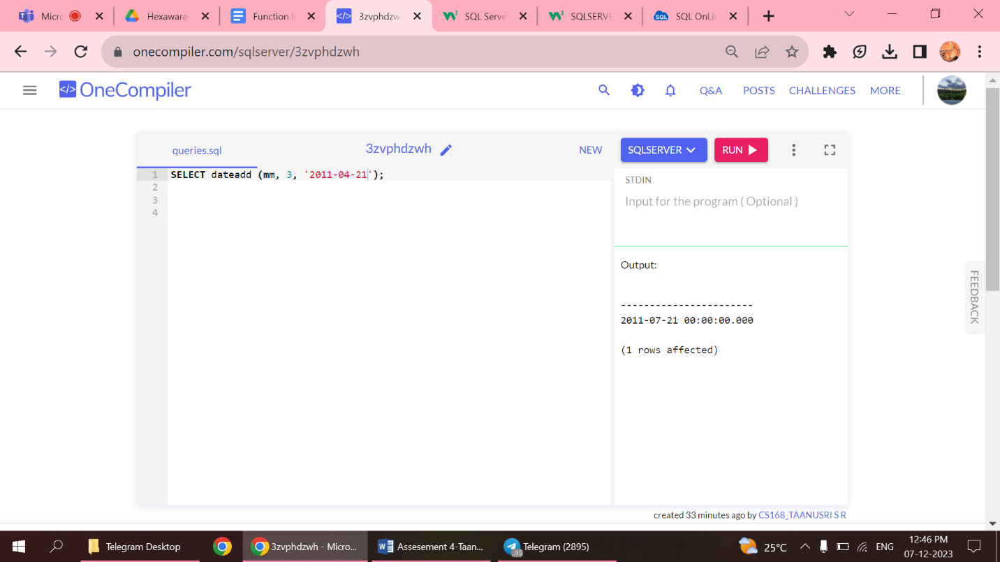 Micro
Hexaware
Function I
3zvphdzw
SQL Serve
SQLSERVE
SQL OnLi
onecompiler.com/sqlserver/3zvphdzwh
OneCompiler
Q&A
POSTS
CHALLENGES
MORE
queries.sql
3zvphdzwh
NEW
SQLSERVER
RUN
1 SELECT dateadd (mm, 3, '2011-04-21');
2
3
4
STDIN
Input for the program ( Optional )
Output:
-----------------------
2011-07-21 00:00:00.000
(1 rows affected)
FEEDBACK
created 33 minutes ago by CS168_TAANUSRI S R
Telegram Desktop
3zvphdzwh - Micro...
Assesement 4-Taan...
Telegram (2895)
25°C
ENG
12:46 PM
07-12-2023